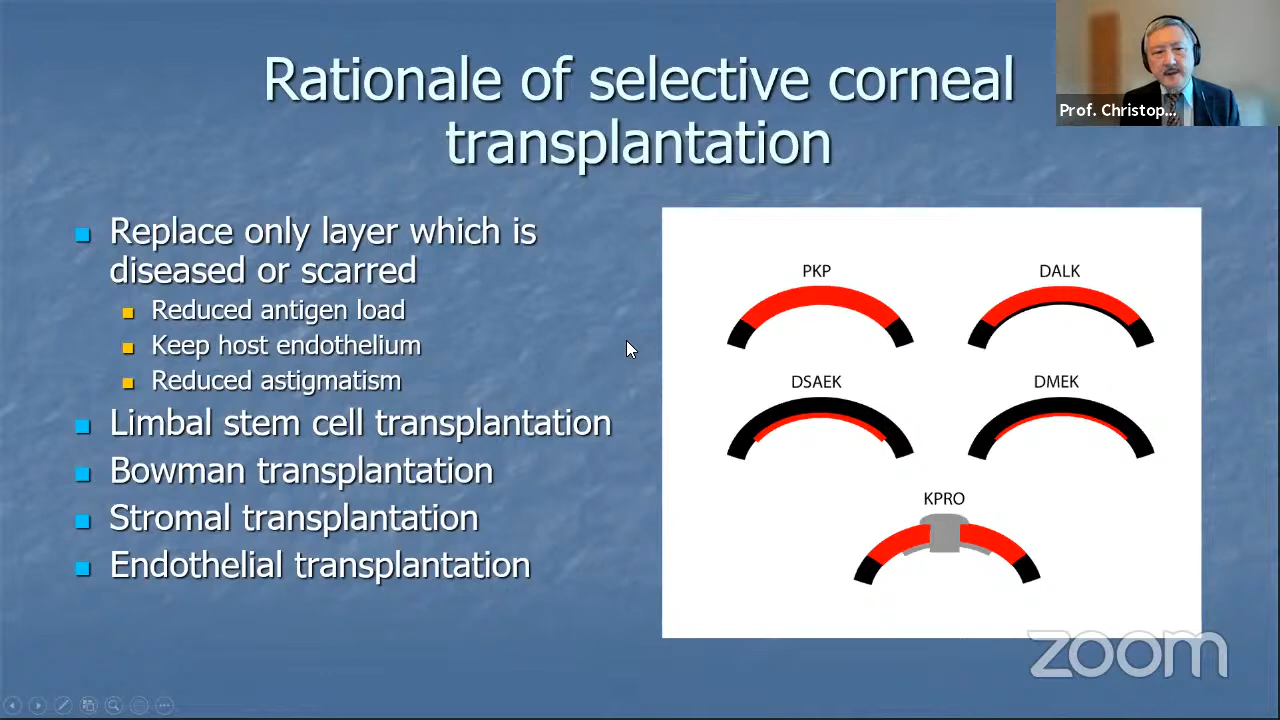 Rationale of selective corneal
transplantation
Prof. Christop...
Replace only layer which is
diseased or scarred
Reduced antigen load
Keep host endothelium
Reduced astigmatism
Limbal stem cell transplantation
Bowman transplantation
Stromal transplantation
Endothelial transplantation
PKP
DALK
DSAEK
DMEK
KPRO
zoom